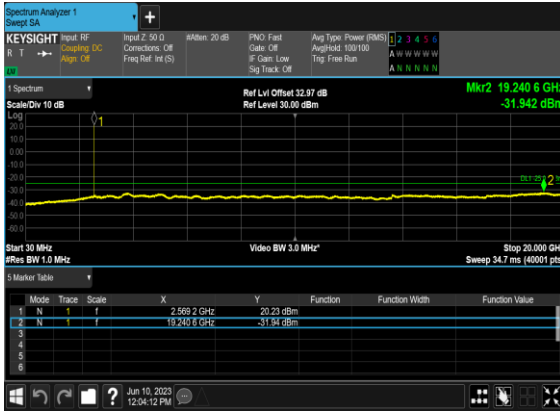 Spectrum Analyzer 1
Swept SA
+
KEYSIGHT Input: RF Input Z: 50 Ω #Atten: 20 dB PNO: Fast Avg Type: Power (RMS) 1 2 3 4 5 6
R T Coupling: DC Corrections: Off Gate: Off Avg|Hold: 100/100 A W W W W W
Align: Off Freq Ref: Int (S) IF Gain: Low Trig: Free Run
LXI Sig Track: Off A N N N N N
1 Spectrum Ref Lvl Offset 32.97 dB Mkr2 19.240 6 GHz
Scale/Div 10 dB Ref Level 30.00 dBm -31.942 dBm
Log
1
20.0
10.0
0.00
-10.0
-20.0
2
-30.0
-40.0
-50.0
-60.0
Start 30 MHz Video BW 3.0 MHz* Stop 20.000 GHz
#Res BW 1.0 MHz Sweep 34.7 ms (40001 pts)
5 Marker Table
Mode Trace Scale X Y Function Function Width Function Value
1 N 1 f 2.569 2 GHz 20.23 dBm
2 N 1 f 19.240 6 GHz -31.94 dBm
3
4
5
6
? Jun 10, 2023
12:04:12 PM